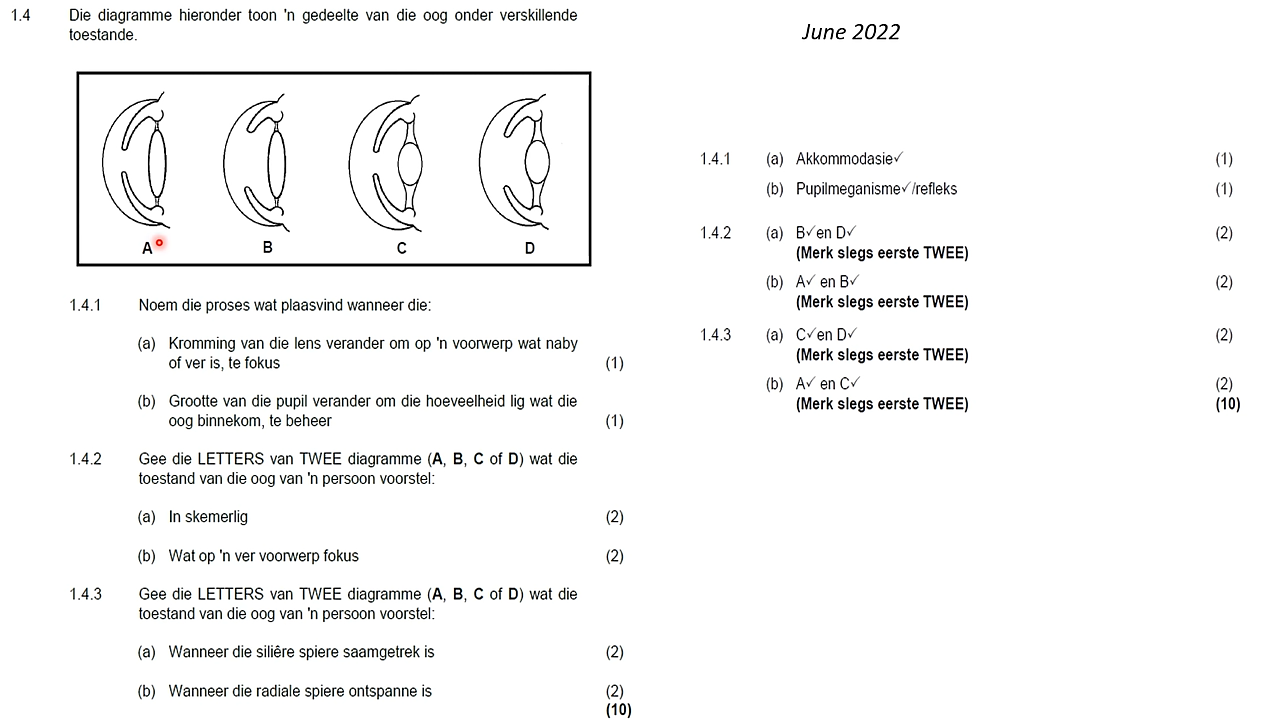 1.4 Die diagramme hieronder toon 'n gedeelte van die oog onder verskillende
toestande.
A
B
C
D
1.4.1 Noem die proses wat plaasvind wanneer die:
(a) Kromming van die lens verander om op 'n voorwerp wat naby
of ver is, te fokus (1)
(b) Grootte van die pupil verander om die hoeveelheid lig wat die
oog binnekom, te beheer (1)
1.4.2 Gee die LETTERS van TWEE diagramme (A, B, C of D) wat die
toestand van die oog van 'n persoon voorstel:
(a) In skemerlig (2)
(b) Wat op 'n ver voorwerp fokus (2)
1.4.3 Gee die LETTERS van TWEE diagramme (A, B, C of D) wat die
toestand van die oog van 'n persoon voorstel:
(a) Wanneer die siliêre spiere saamgetrek is (2)
(b) Wanneer die radiale spiere ontspanne is (2)
(10)
June 2022
1.4.1 (a) Akkommodasie✓ (1)
(b) Pupilmeganisme✓/refleks (1)
1.4.2 (a) B✓en D✓ (2)
(Merk slegs eerste TWEE)
(b) A✓ en B✓ (2)
(Merk slegs eerste TWEE)
1.4.3 (a) C✓en D✓ (2)
(Merk slegs eerste TWEE)
(b) A✓ en C✓ (2)
(Merk slegs eerste TWEE) (10)